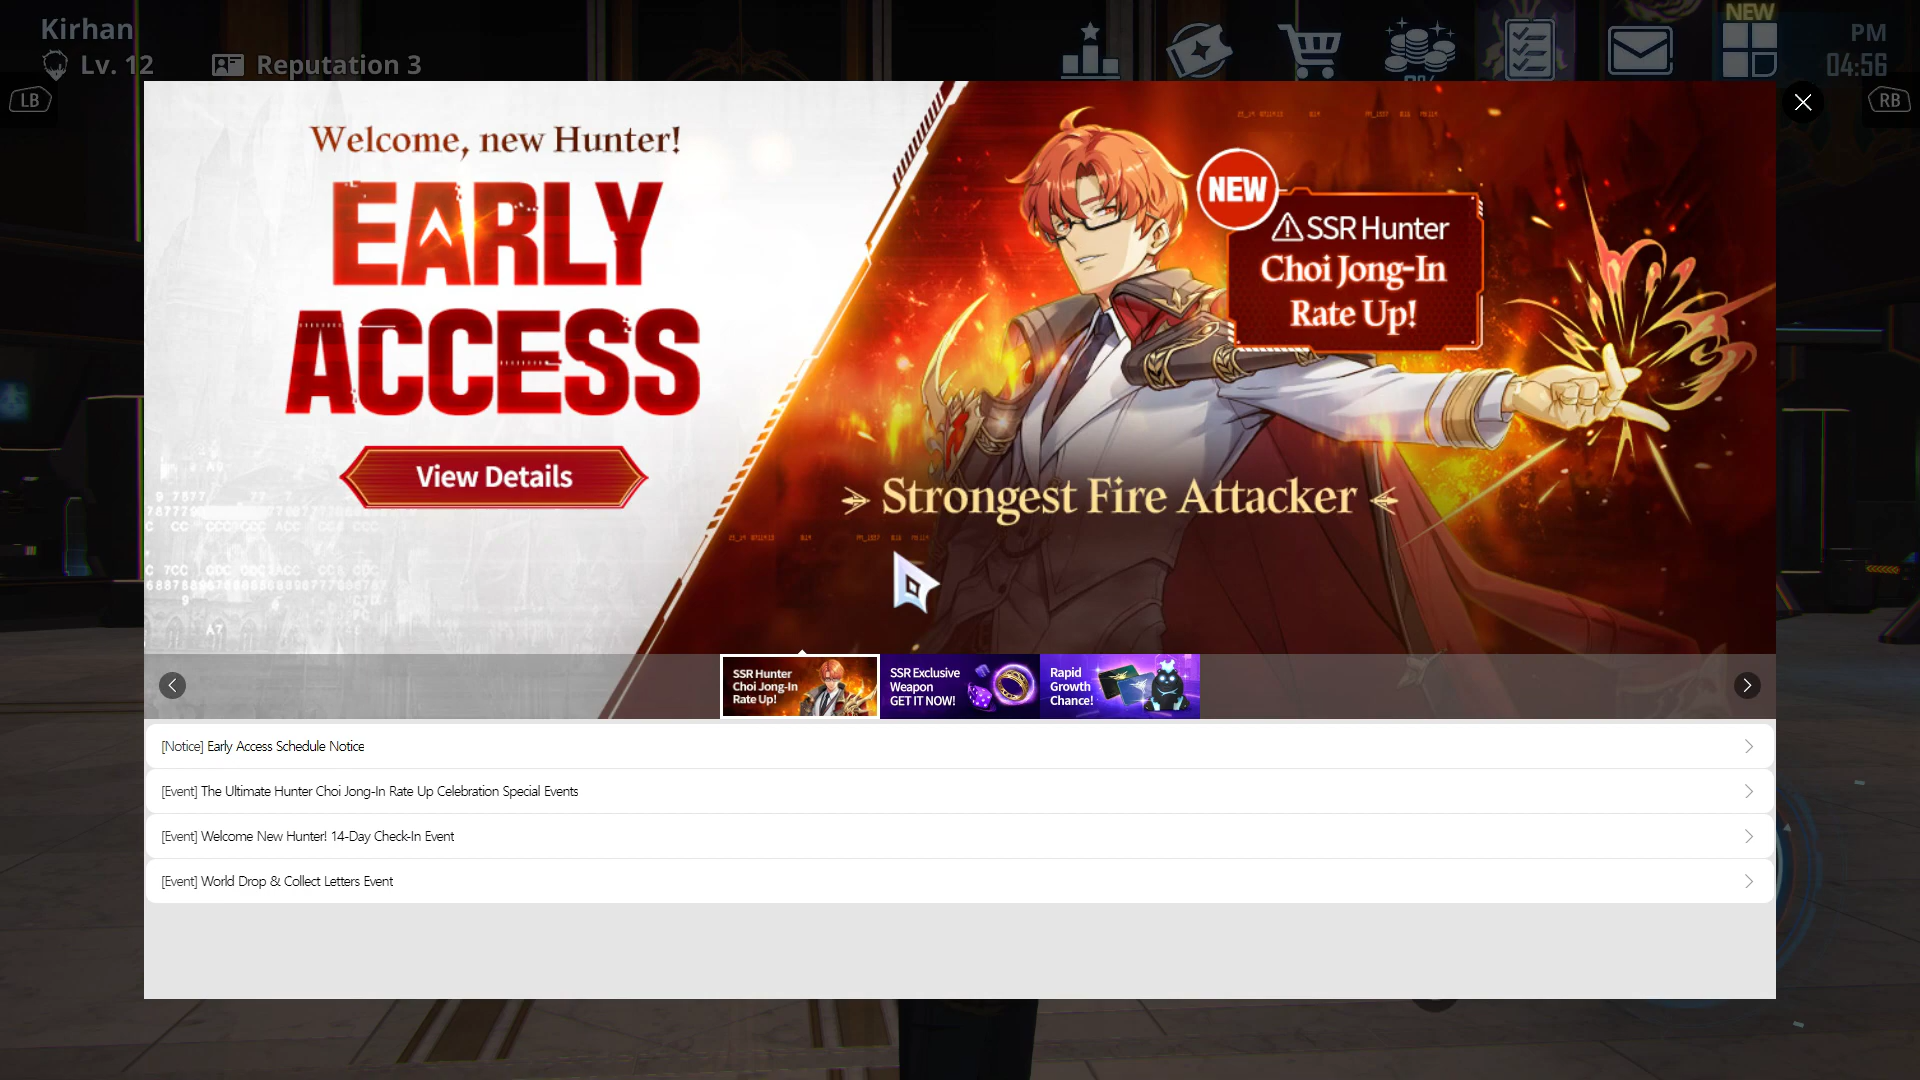 Kirhan
Lv. 12
Reputation 3
NEW
PM
04:56
LB
RB
Welcome, new Hunter!
EARLY
ACCESS
View Details
NEW
SSR Hunter
Choi Jong-In
Rate Up!
Strongest Fire Attacker
SSR Hunter
Choi Jong-In
Rate Up!
SSR Exclusive
Weapon
GET IT NOW!
Rapid
Growth
Chance!
[Notice] Early Access Schedule Notice
[Event] The Ultimate Hunter Choi Jong-In Rate Up Celebration Special Events
[Event] Welcome New Hunter! 14-Day Check-In Event
[Event] World Drop & Collect Letters Event